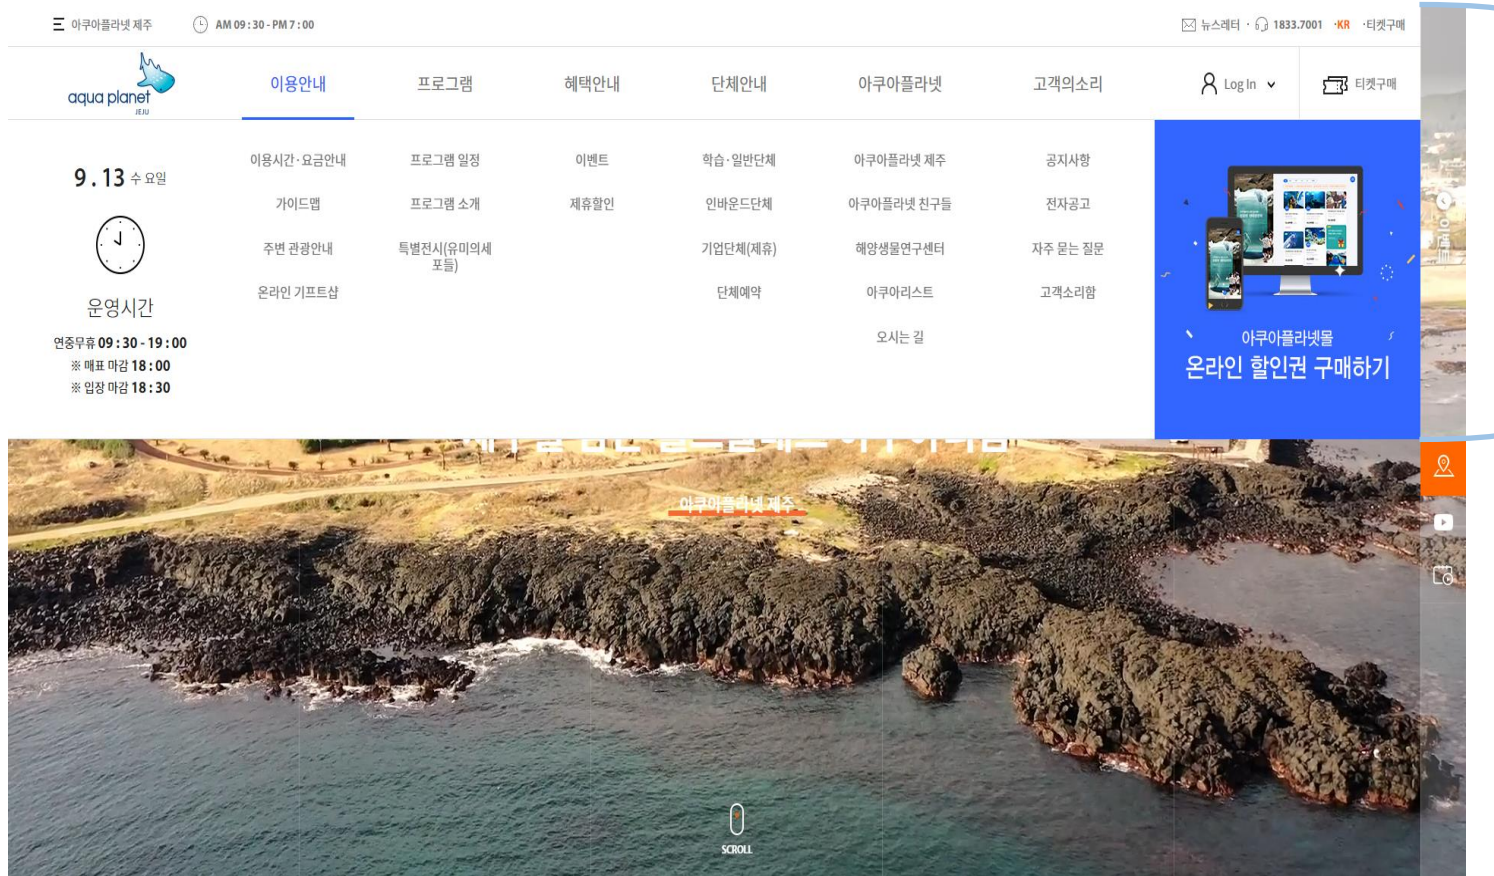 아쿠아플라넷 제주
AM 09 : 30 - PM 7 : 00
뉴스레터 · 1833.7001 ·KR ·티켓구매
aqua planet
JEJU
이용안내 프로그램 혜택안내 단체안내 아쿠아플라넷 고객의소리
Log In
티켓구매
9 . 13 수 요일
운영시간
연중무휴 09 : 30 - 19 : 00
※ 매표 마감 18 : 00
※ 입장 마감 18 : 30
이용시간 · 요금안내
가이드맵
주변 관광안내
온라인 기프트샵
프로그램 일정
프로그램 소개
특별전시(유미의세
포들)
이벤트
제휴할인
학습 · 일반단체
인바운드단체
기업단체(제휴)
단체예약
아쿠아플라넷 제주
아쿠아플라넷 친구들
해양생물연구센터
아쿠아리스트
오시는 길
공지사항
전자공고
자주 묻는 질문
고객소리함
아쿠아플라넷몰
온라인 할인권 구매하기
이벤트
아쿠아플라넷 제주
SCROLL